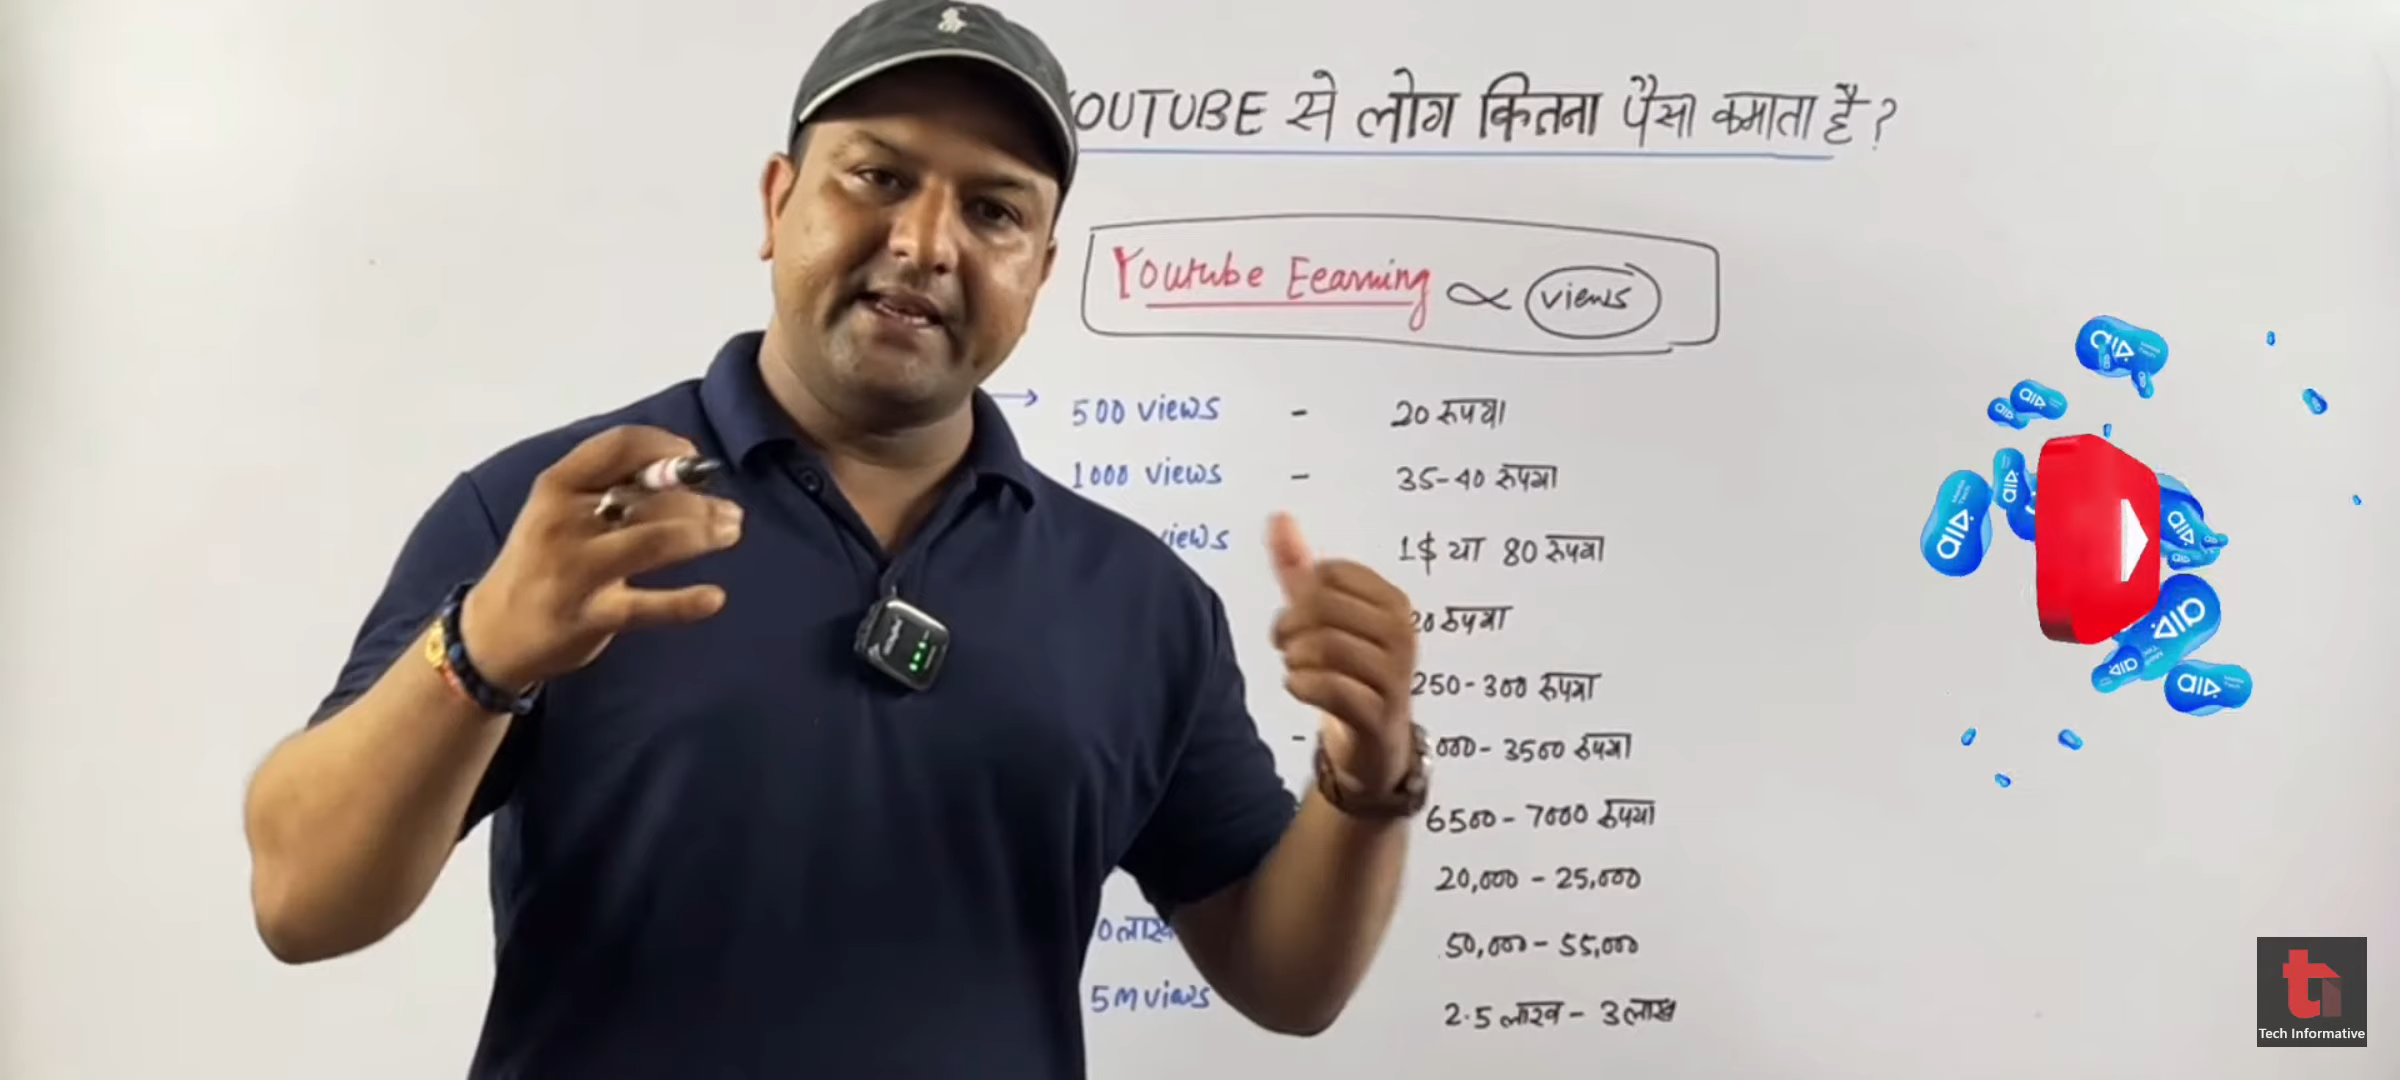 OUTUBE से लोग कितना पैसा कमाता है?
Youtube Eearning ∝ views
→ 500 views - 20 रुपया
1000 views - 35-40 रुपया
views 1$ या 80 रुपया
20 रुपया
250-300 रुपया
- 000- 3500 रुपया
6500-7000 रुपया
20,000 - 25,000
0 लाख 50,000-55,000
5M views 2.5 लाख - 3 लाख
Tech Informative